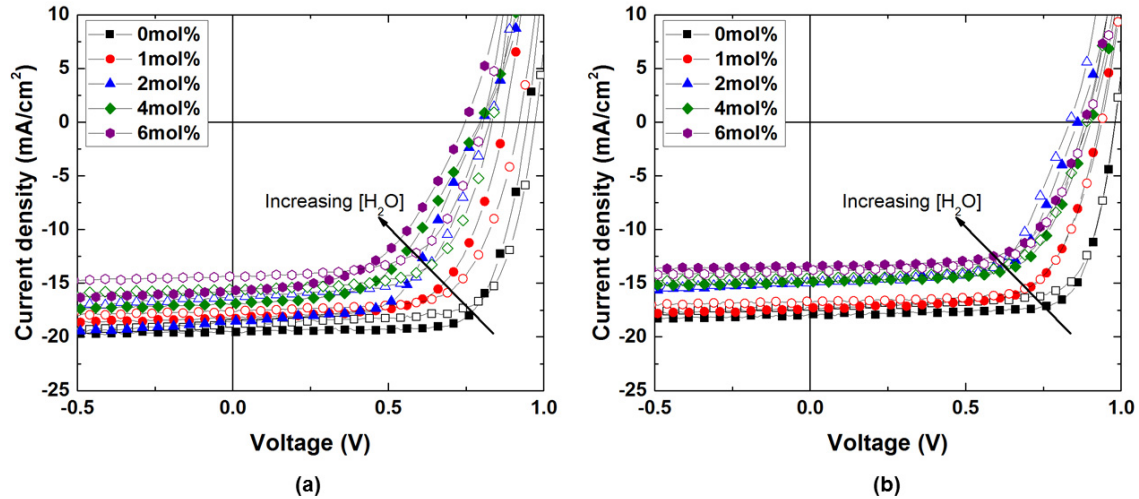 10
5
0
-5
-10
-15
-20
-25
Current density (mA/cm²)
0mol%
1mol%
2mol%
4mol%
6mol%
Increasing [H₂O]
-0.5
0.0
0.5
1.0
Voltage (V)
(a)
10
5
0
-5
-10
-15
-20
-25
Current density (mA/cm²)
0mol%
1mol%
2mol%
4mol%
6mol%
Increasing [H₂O]
-0.5
0.0
0.5
1.0
Voltage (V)
(b)